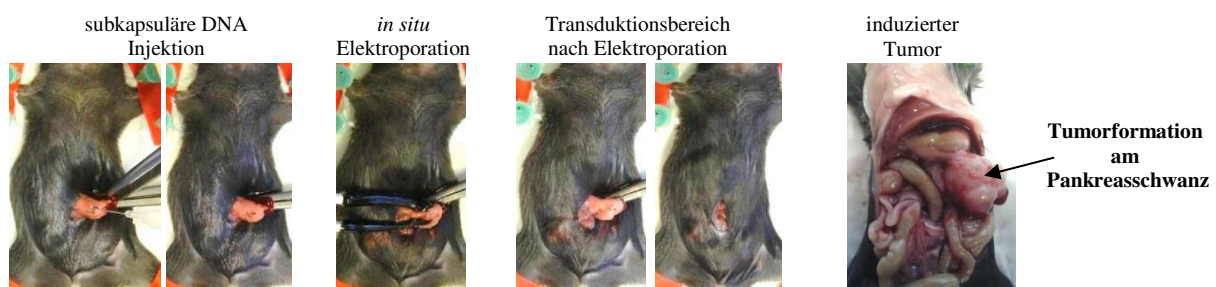 subkapsuläre DNA
Injektion
in situ
Elektroporation
Transduktionsbereich
nach Elektroporation
induzierter
Tumor
Tumorformation
am
Pankreasschwanz